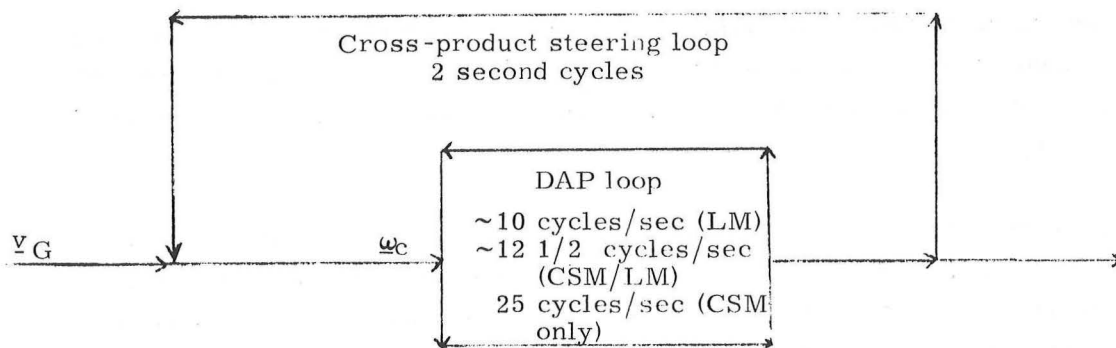 Cross-product steering loop
2 second cycles
DAP loop
~10 cycles/sec (LM)
~12 1/2 cycles/sec
(CSM/LM)
25 cycles/sec (CSM
only)
v G
ωc